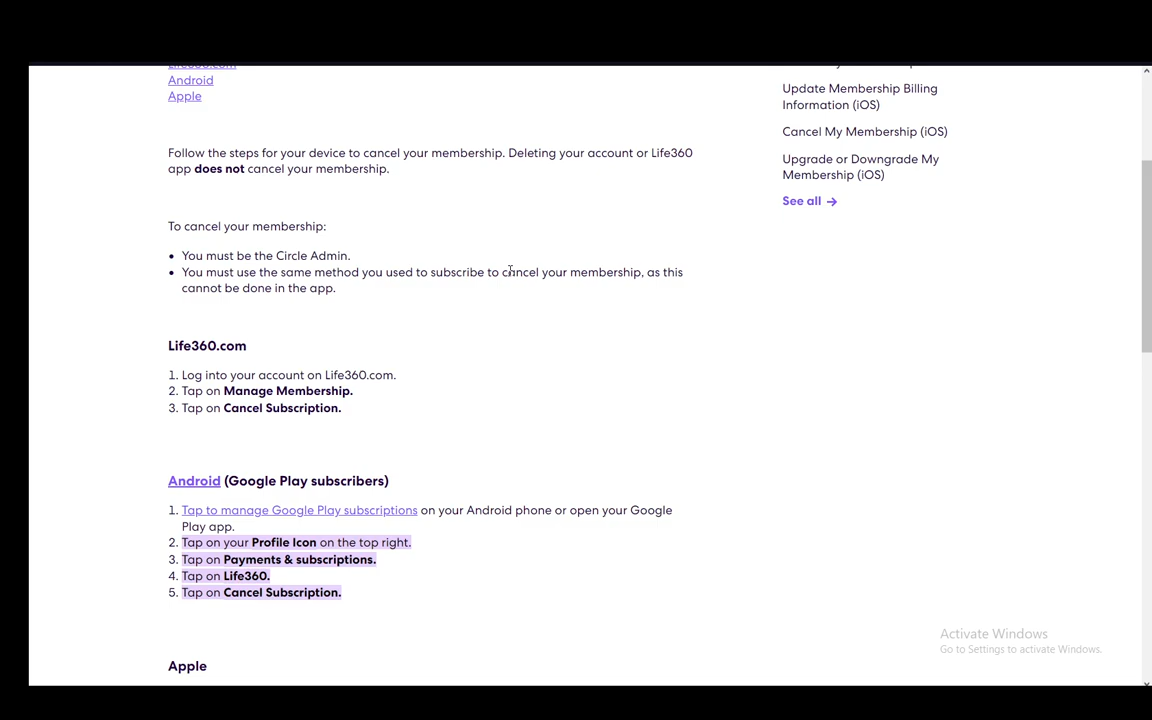 Life360.com
Android
Apple
Follow the steps for your device to cancel your membership. Deleting your account or Life360
app does not cancel your membership.
To cancel your membership:
• You must be the Circle Admin.
• You must use the same method you used to subscribe to cancel your membership, as this
cannot be done in the app.
Life360.com
1. Log into your account on Life360.com.
2. Tap on Manage Membership.
3. Tap on Cancel Subscription.
Android (Google Play subscribers)
1. Tap to manage Google Play subscriptions on your Android phone or open your Google
Play app.
2. Tap on your Profile Icon on the top right.
3. Tap on Payments & subscriptions.
4. Tap on Life360.
5. Tap on Cancel Subscription.
Apple
Update Membership Billing
Information (iOS)
Cancel My Membership (iOS)
Upgrade or Downgrade My
Membership (iOS)
See all →
Activate Windows
Go to Settings to activate Windows.